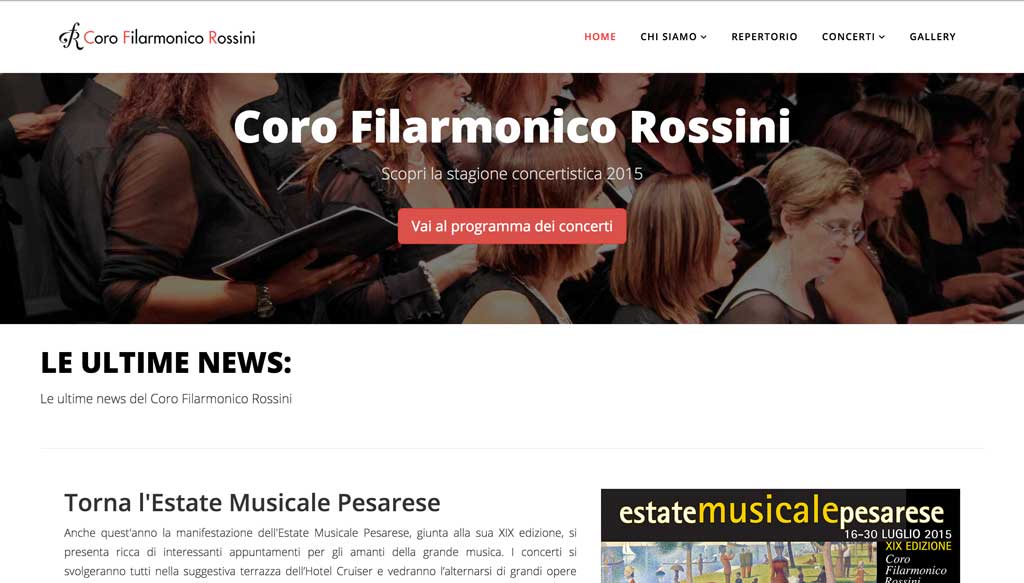 Coro Filarmonico Rossini
HOME CHI SIAMO REPERTORIO CONCERTI GALLERY
Coro Filarmonico Rossini
Scopri la stagione concertistica 2015
Vai al programma dei concerti
LE ULTIME NEWS:
Le ultime news del Coro Filarmonico Rossini
Torna l'Estate Musicale Pesarese
Anche quest'anno la manifestazione dell'Estate Musicale Pesarese, giunta alla sua XIX edizione, si
presenta ricca di interessanti appuntamenti per gli amanti della grande musica. I concerti si
svolgeranno tutti nella suggestiva terrazza dell'Hotel Cruiser e vedranno l'alternarsi di grandi opere
estatemusicalepesarese
16-30 LUGLIO 2015
XIX EDIZIONE
Coro
Filarmonico
Rossini